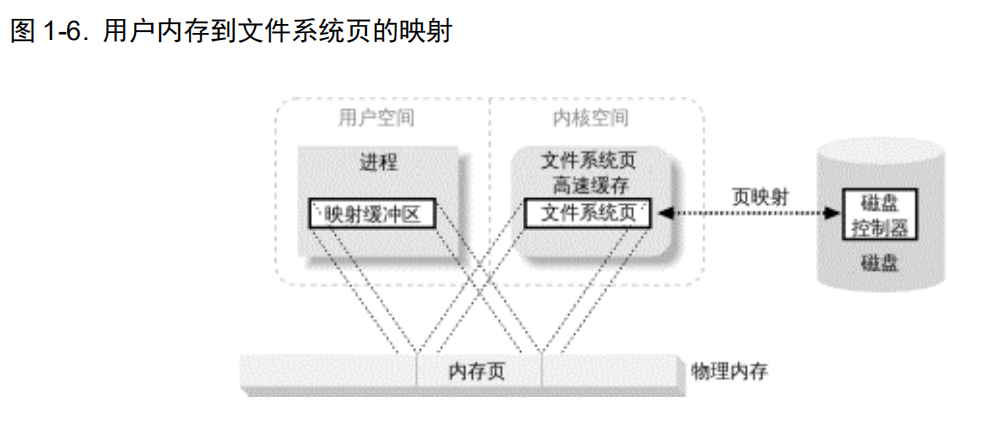 图 1-6. 用户内存到文件系统页的映射
用户空间
内核空间
进程
映射缓冲区
文件系统页
高速缓存
文件系统页
页映射
磁盘
控制器
磁盘
内存页
物理内存